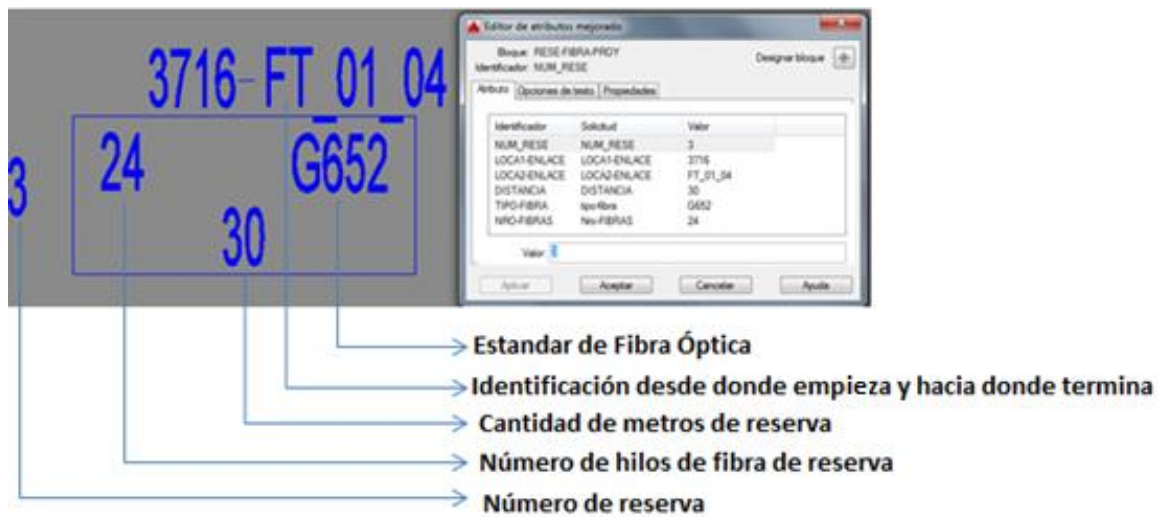 3716-FT_01_04
24 G652
3
30
Editor de atributos mejorado
Bloque: RESE-FIBRA-PROY
Identificador: NUM_RESE
Designar bloque
Atributo Opciones de texto Propiedades
Identificador Solicitud Valor
NUM_RESE NUM_RESE 3
LOCA1-ENLACE LOCA1-ENLACE 3716
LOCA2-ENLACE LOCA2-ENLACE FT_01_04
DISTANCIA DISTANCIA 30
TIPO-FIBRA tipo-fibra G652
NRO-FIBRAS Nro-FIBRAS 24
Valor: 3
Aplicar Aceptar Cancelar Ayuda
Estandar de Fibra Óptica
Identificación desde donde empieza y hacia donde termina
Cantidad de metros de reserva
Número de hilos de fibra de reserva
Número de reserva